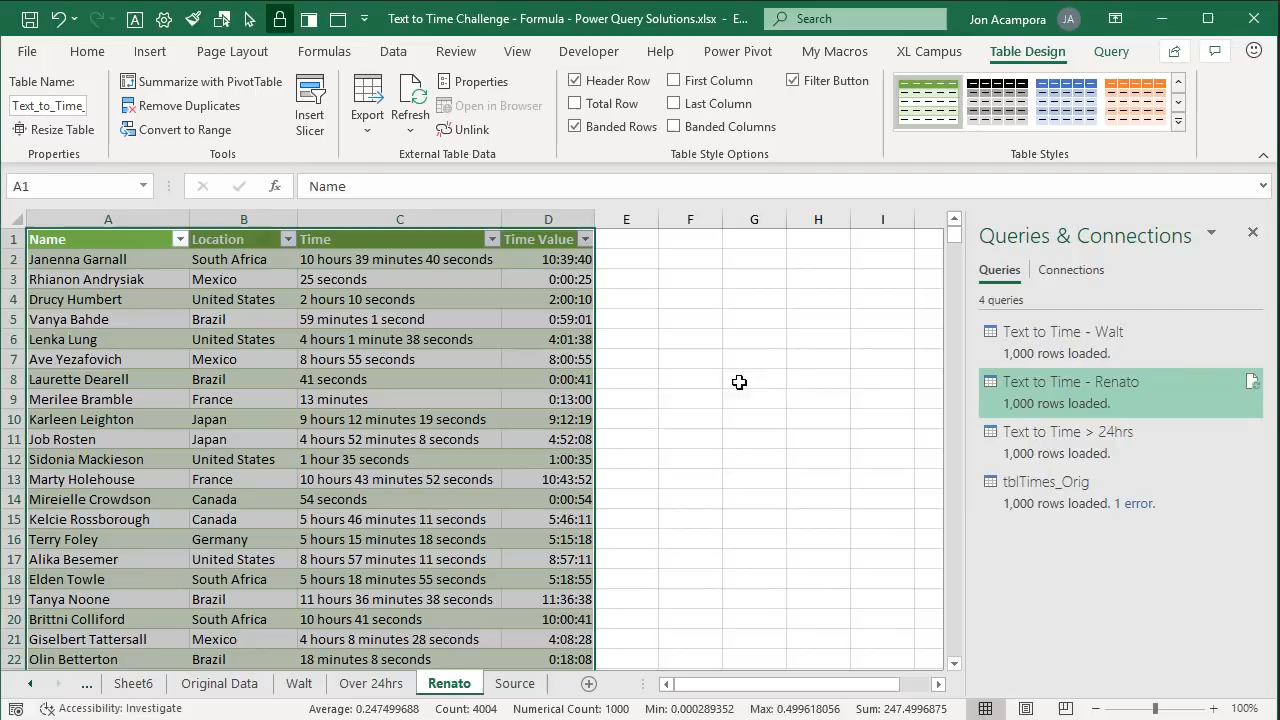 Text to Time Challenge - Formula - Power Query Solutions.xlsx - E...
Search
Jon Acampora JA
File Home Insert Page Layout Formulas Data Review View Developer Help Power Pivot My Macros XL Campus Table Design Query
Table Name:
Text_to_Time_
Resize Table
Properties
Summarize with PivotTable
Remove Duplicates
Convert to Range
Tools
Insert
Slicer
Export
Refresh
Properties
Open in Browser
Unlink
External Table Data
Header Row First Column Filter Button
Total Row Last Column
Banded Rows Banded Columns
Table Style Options
Table Styles
A1 fx Name
A B C D E F G H I
1 Name Location Time Time Value
2 Janenna Garnall South Africa 10 hours 39 minutes 40 seconds 10:39:40
3 Rhianon Andrysiak Mexico 25 seconds 0:00:25
4 Drucy Humbert United States 2 hours 10 seconds 2:00:10
5 Vanya Bahde Brazil 59 minutes 1 second 0:59:01
6 Lenka Lung United States 4 hours 1 minute 38 seconds 4:01:38
7 Ave Yezafovich Mexico 8 hours 55 seconds 8:00:55
8 Laurette Dearell Brazil 41 seconds 0:00:41
9 Merilee Bramble France 13 minutes 0:13:00
10 Karleen Leighton Japan 9 hours 12 minutes 19 seconds 9:12:19
11 Job Rosten Japan 4 hours 52 minutes 8 seconds 4:52:08
12 Sidonia Mackieson United States 1 hour 35 seconds 1:00:35
13 Marty Holehouse France 10 hours 43 minutes 52 seconds 10:43:52
14 Mireielle Crowdson Canada 54 seconds 0:00:54
15 Kelcie Rossborough Canada 5 hours 46 minutes 11 seconds 5:46:11
16 Terry Foley Germany 5 hours 15 minutes 18 seconds 5:15:18
17 Alika Besemer United States 8 hours 57 minutes 11 seconds 8:57:11
18 Elden Towle South Africa 5 hours 18 minutes 55 seconds 5:18:55
19 Tanya Noone Brazil 11 hours 36 minutes 38 seconds 11:36:38
20 Brittni Colliford South Africa 10 hours 41 seconds 10:00:41
21 Giselbert Tattersall Mexico 4 hours 8 minutes 28 seconds 4:08:28
22 Olin Betterton Brazil 18 minutes 8 seconds 0:18:08
Queries & Connections
Queries Connections
4 queries
Text to Time - Walt
1,000 rows loaded.
Text to Time - Renato
1,000 rows loaded.
Text to Time > 24hrs
1,000 rows loaded.
tblTimes_Orig
1,000 rows loaded. 1 error.
... Sheet6 Original Data Walt Over 24hrs Renato Source
Accessibility: Investigate Average: 0.247499688 Count: 4004 Numerical Count: 1000 Min: 0.000289352 Max: 0.499618056 Sum: 247.4996875 100%